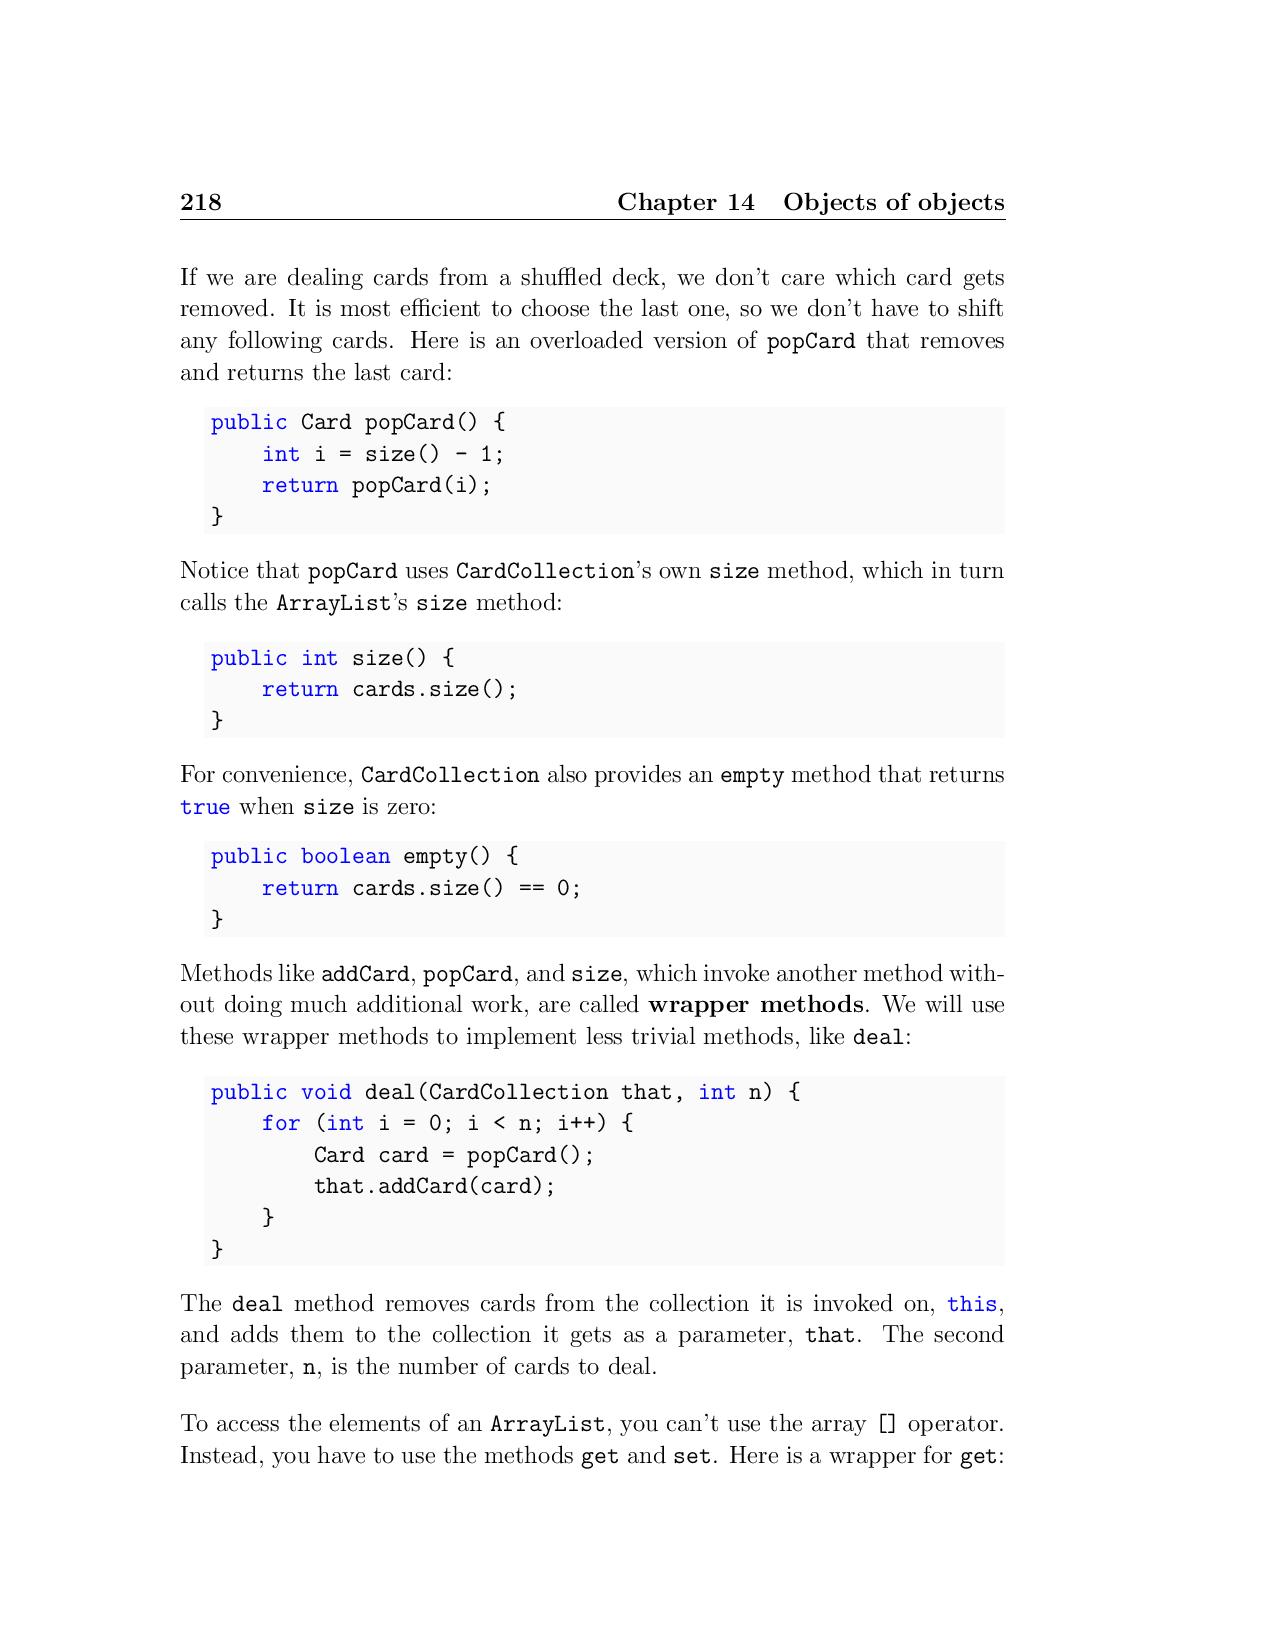 218 Chapter 14 Objects of objects
If we are dealing cards from a shuffled deck, we don't care which card gets
removed. It is most efficient to choose the last one, so we don't have to shift
any following cards. Here is an overloaded version of popCard that removes
and returns the last card:
public Card popCard() {
    int i = size() - 1;
    return popCard(i);
}
Notice that popCard uses CardCollection's own size method, which in turn
calls the ArrayList's size method:
public int size() {
    return cards.size();
}
For convenience, CardCollection also provides an empty method that returns
true when size is zero:
public boolean empty() {
    return cards.size() == 0;
}
Methods like addCard, popCard, and size, which invoke another method with-
out doing much additional work, are called wrapper methods. We will use
these wrapper methods to implement less trivial methods, like deal:
public void deal(CardCollection that, int n) {
    for (int i = 0; i < n; i++) {
        Card card = popCard();
        that.addCard(card);
    }
}
The deal method removes cards from the collection it is invoked on, this,
and adds them to the collection it gets as a parameter, that. The second
parameter, n, is the number of cards to deal.
To access the elements of an ArrayList, you can't use the array [] operator.
Instead, you have to use the methods get and set. Here is a wrapper for get: